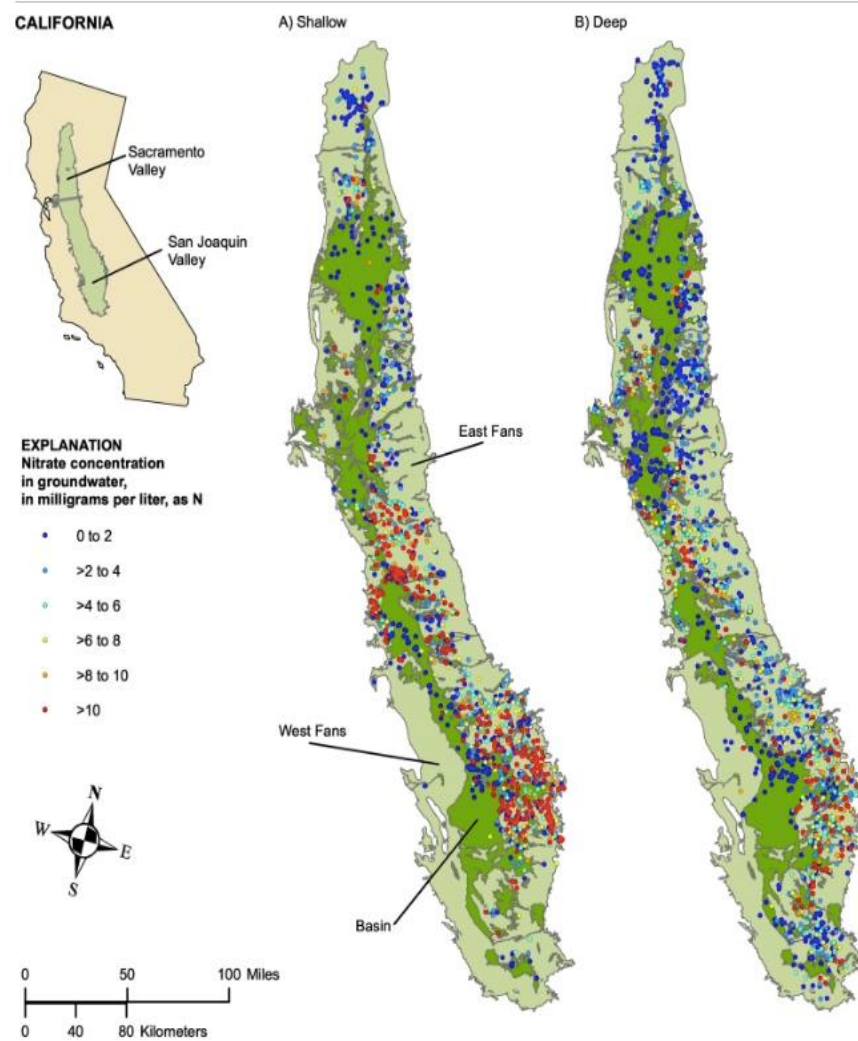 CALIFORNIA
A) Shallow
B) Deep
Sacramento
Valley
San Joaquin
Valley
East Fans
EXPLANATION
Nitrate concentration
in groundwater,
in milligrams per liter, as N
0 to 2
>2 to 4
>4 to 6
>6 to 8
>8 to 10
>10
West Fans
N
W
E
S
Basin
0 50 100 Miles
0 40 80 Kilometers